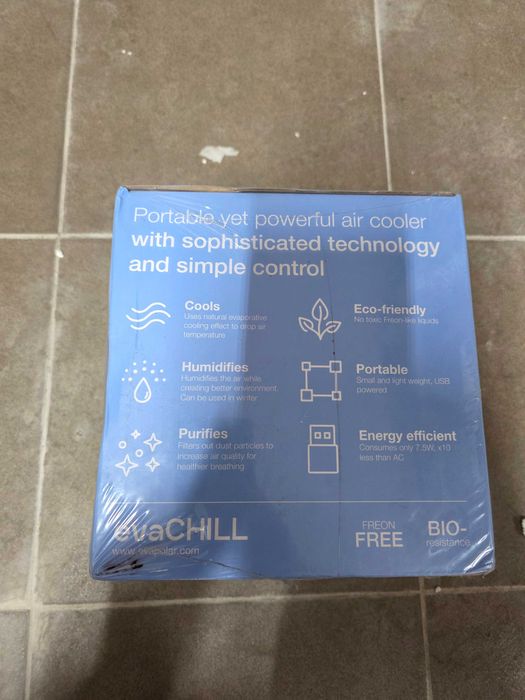 Portable yet powerful air cooler
with sophisticated technology
and simple control
Cools
Uses natural evaporative
cooling effect to drop air
temperature
Eco-friendly
No toxic Freon-like liquids
Humidifies
Humidifies the air while
creating better environment.
Can be used in winter
Portable
Small and light weight, USB
powered
Purifies
Filters out dust particles to
increase air quality for
healthier breathing
Energy efficient
Consumes only 7.5W, x10
less than AC
evaCHILL
www.evapolar.com
FREON
FREE
BIO-
resistance